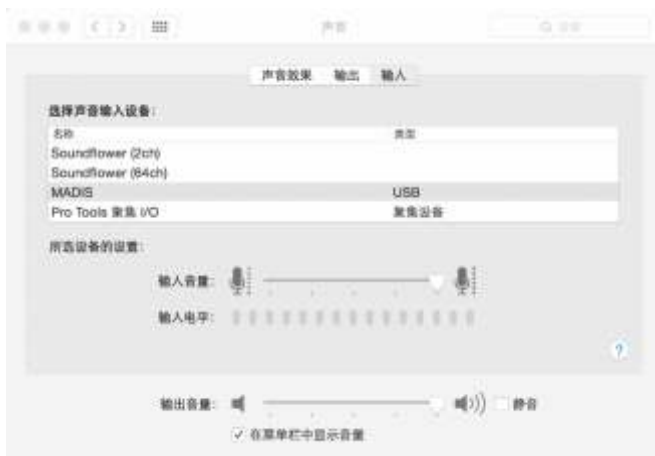 声音
搜索
声音效果 输出 输入
选择声音输入设备:
名称 类型
Soundflower (2ch)
Soundflower (64ch)
MADIS USB
Pro Tools 聚集 I/O 聚集设备
所选设备的设置:
输入音量:
输入电平:
?
输出音量: 静音
在菜单栏中显示音量